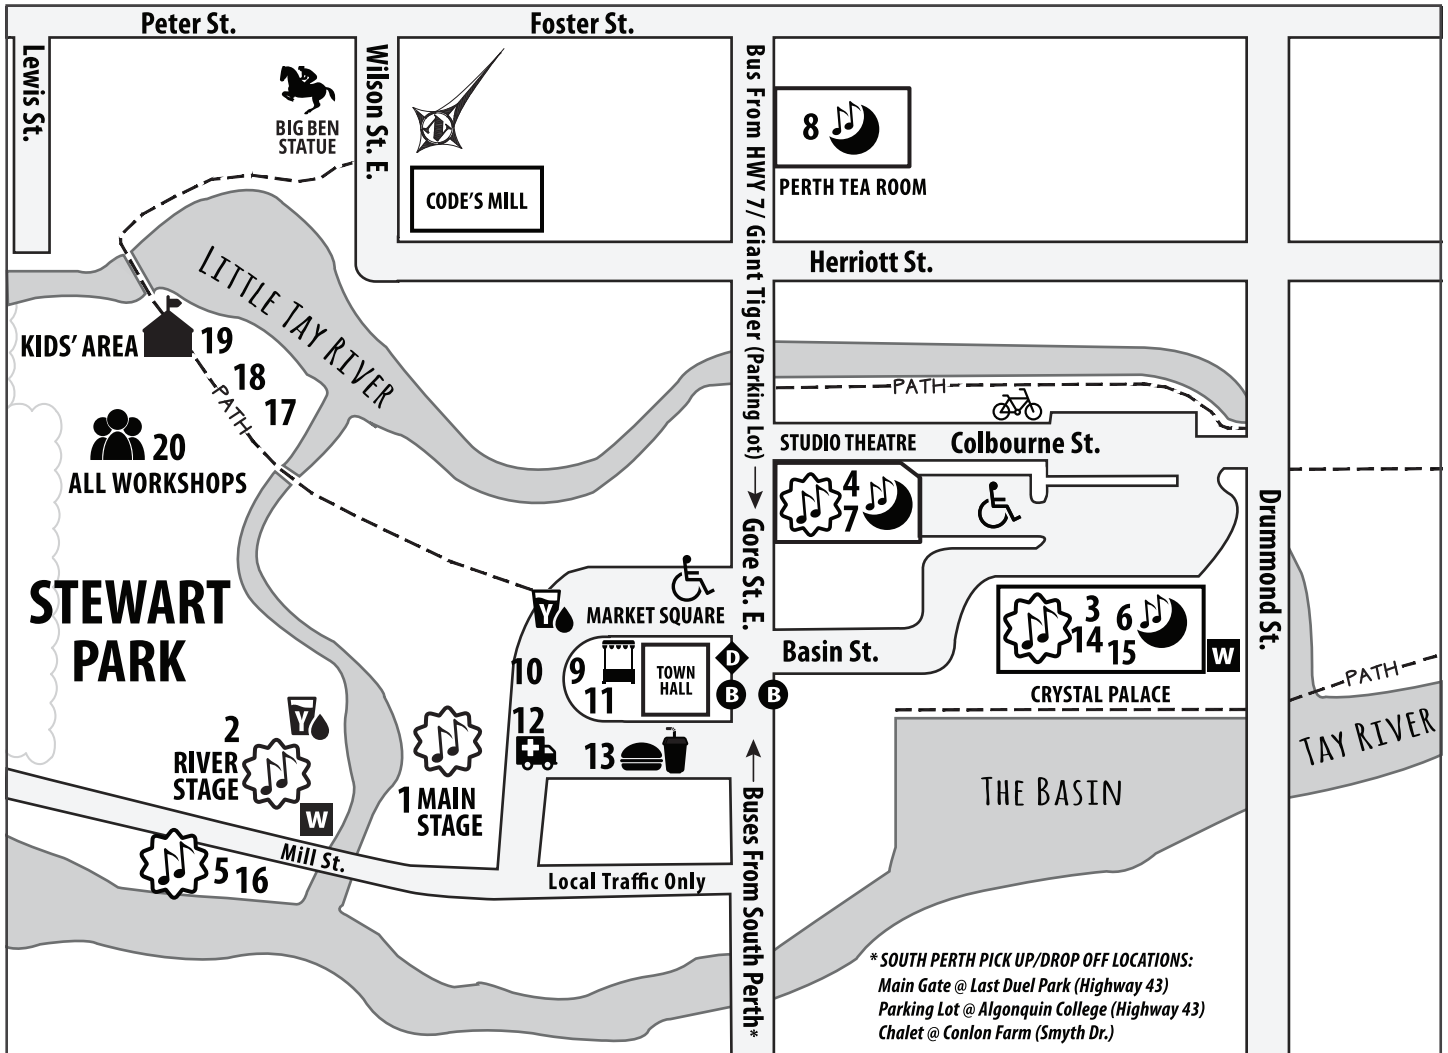 Peter St.
Foster St.
Lewis St.
Wilson St. E.
BIG BEN
STATUE
CODE'S MILL
Bus From HWY 7/ Giant Tiger (Parking Lot)
8
PERTH TEA ROOM
Herriott St.
LITTLE TAY RIVER
KIDS' AREA
19
18
17
PATH
PATH
20
ALL WORKSHOPS
STUDIO THEATRE
Colbourne St.
4
7
Gore St. E.
Drummond St.
STEWART
PARK
Y
MARKET SQUARE
3
14
6
15
W
CRYSTAL PALACE
Basin St.
D
B
B
10
9
11
TOWN
HALL
12
13
PATH
TAY RIVER
THE BASIN
Y
2
RIVER
STAGE
W
1 MAIN
STAGE
Mill St.
5
16
Local Traffic Only
Buses From South Perth*
* SOUTH PERTH PICK UP/DROP OFF LOCATIONS:
Main Gate @ Last Duel Park (Highway 43)
Parking Lot @ Algonquin College (Highway 43)
Chalet @ Conlon Farm (Smyth Dr.)